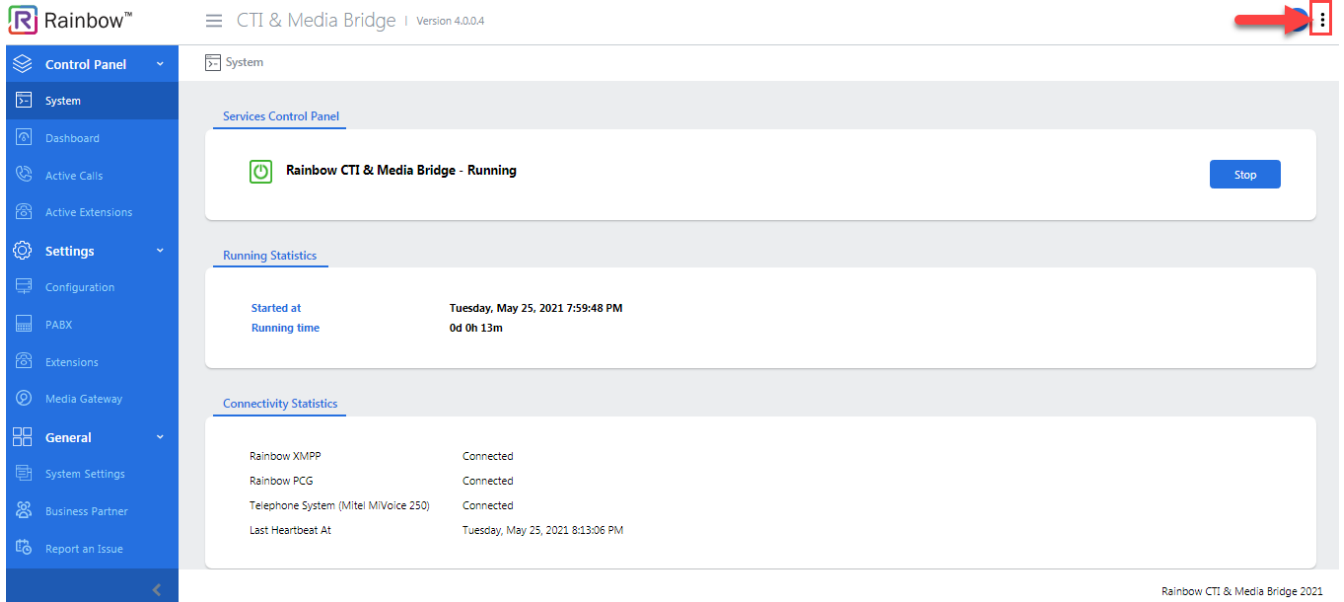 Rainbow™
CTI & Media Bridge | Version 4.0.0.4
Control Panel
System
Dashboard
Active Calls
Active Extensions
Settings
Configuration
PABX
Extensions
Media Gateway
General
System Settings
Business Partner
Report an Issue
System
Services Control Panel
Rainbow CTI & Media Bridge - Running
Stop
Running Statistics
Started at Tuesday, May 25, 2021 7:59:48 PM
Running time 0d 0h 13m
Connectivity Statistics
Rainbow XMPP Connected
Rainbow PCG Connected
Telephone System (Mitel MiVoice 250) Connected
Last Heartbeat At Tuesday, May 25, 2021 8:13:06 PM
Rainbow CTI & Media Bridge 2021